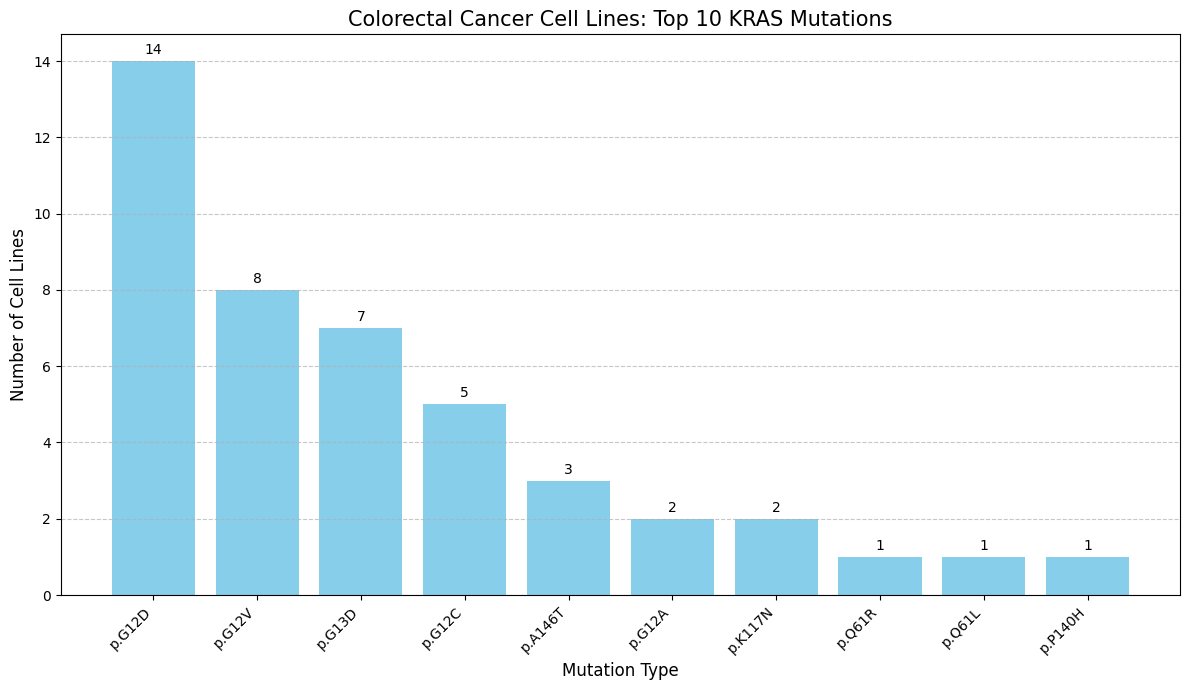 Colorectal Cancer Cell Lines: Top 10 KRAS Mutations
Number of Cell Lines
14
12
10
8
6
4
2
0
14
8
7
5
3
2
2
1
1
1
p.G12D
p.G12V
p.G13D
p.G12C
p.A146T
p.G12A
p.K117N
p.Q61R
p.Q61L
p.P140H
Mutation Type